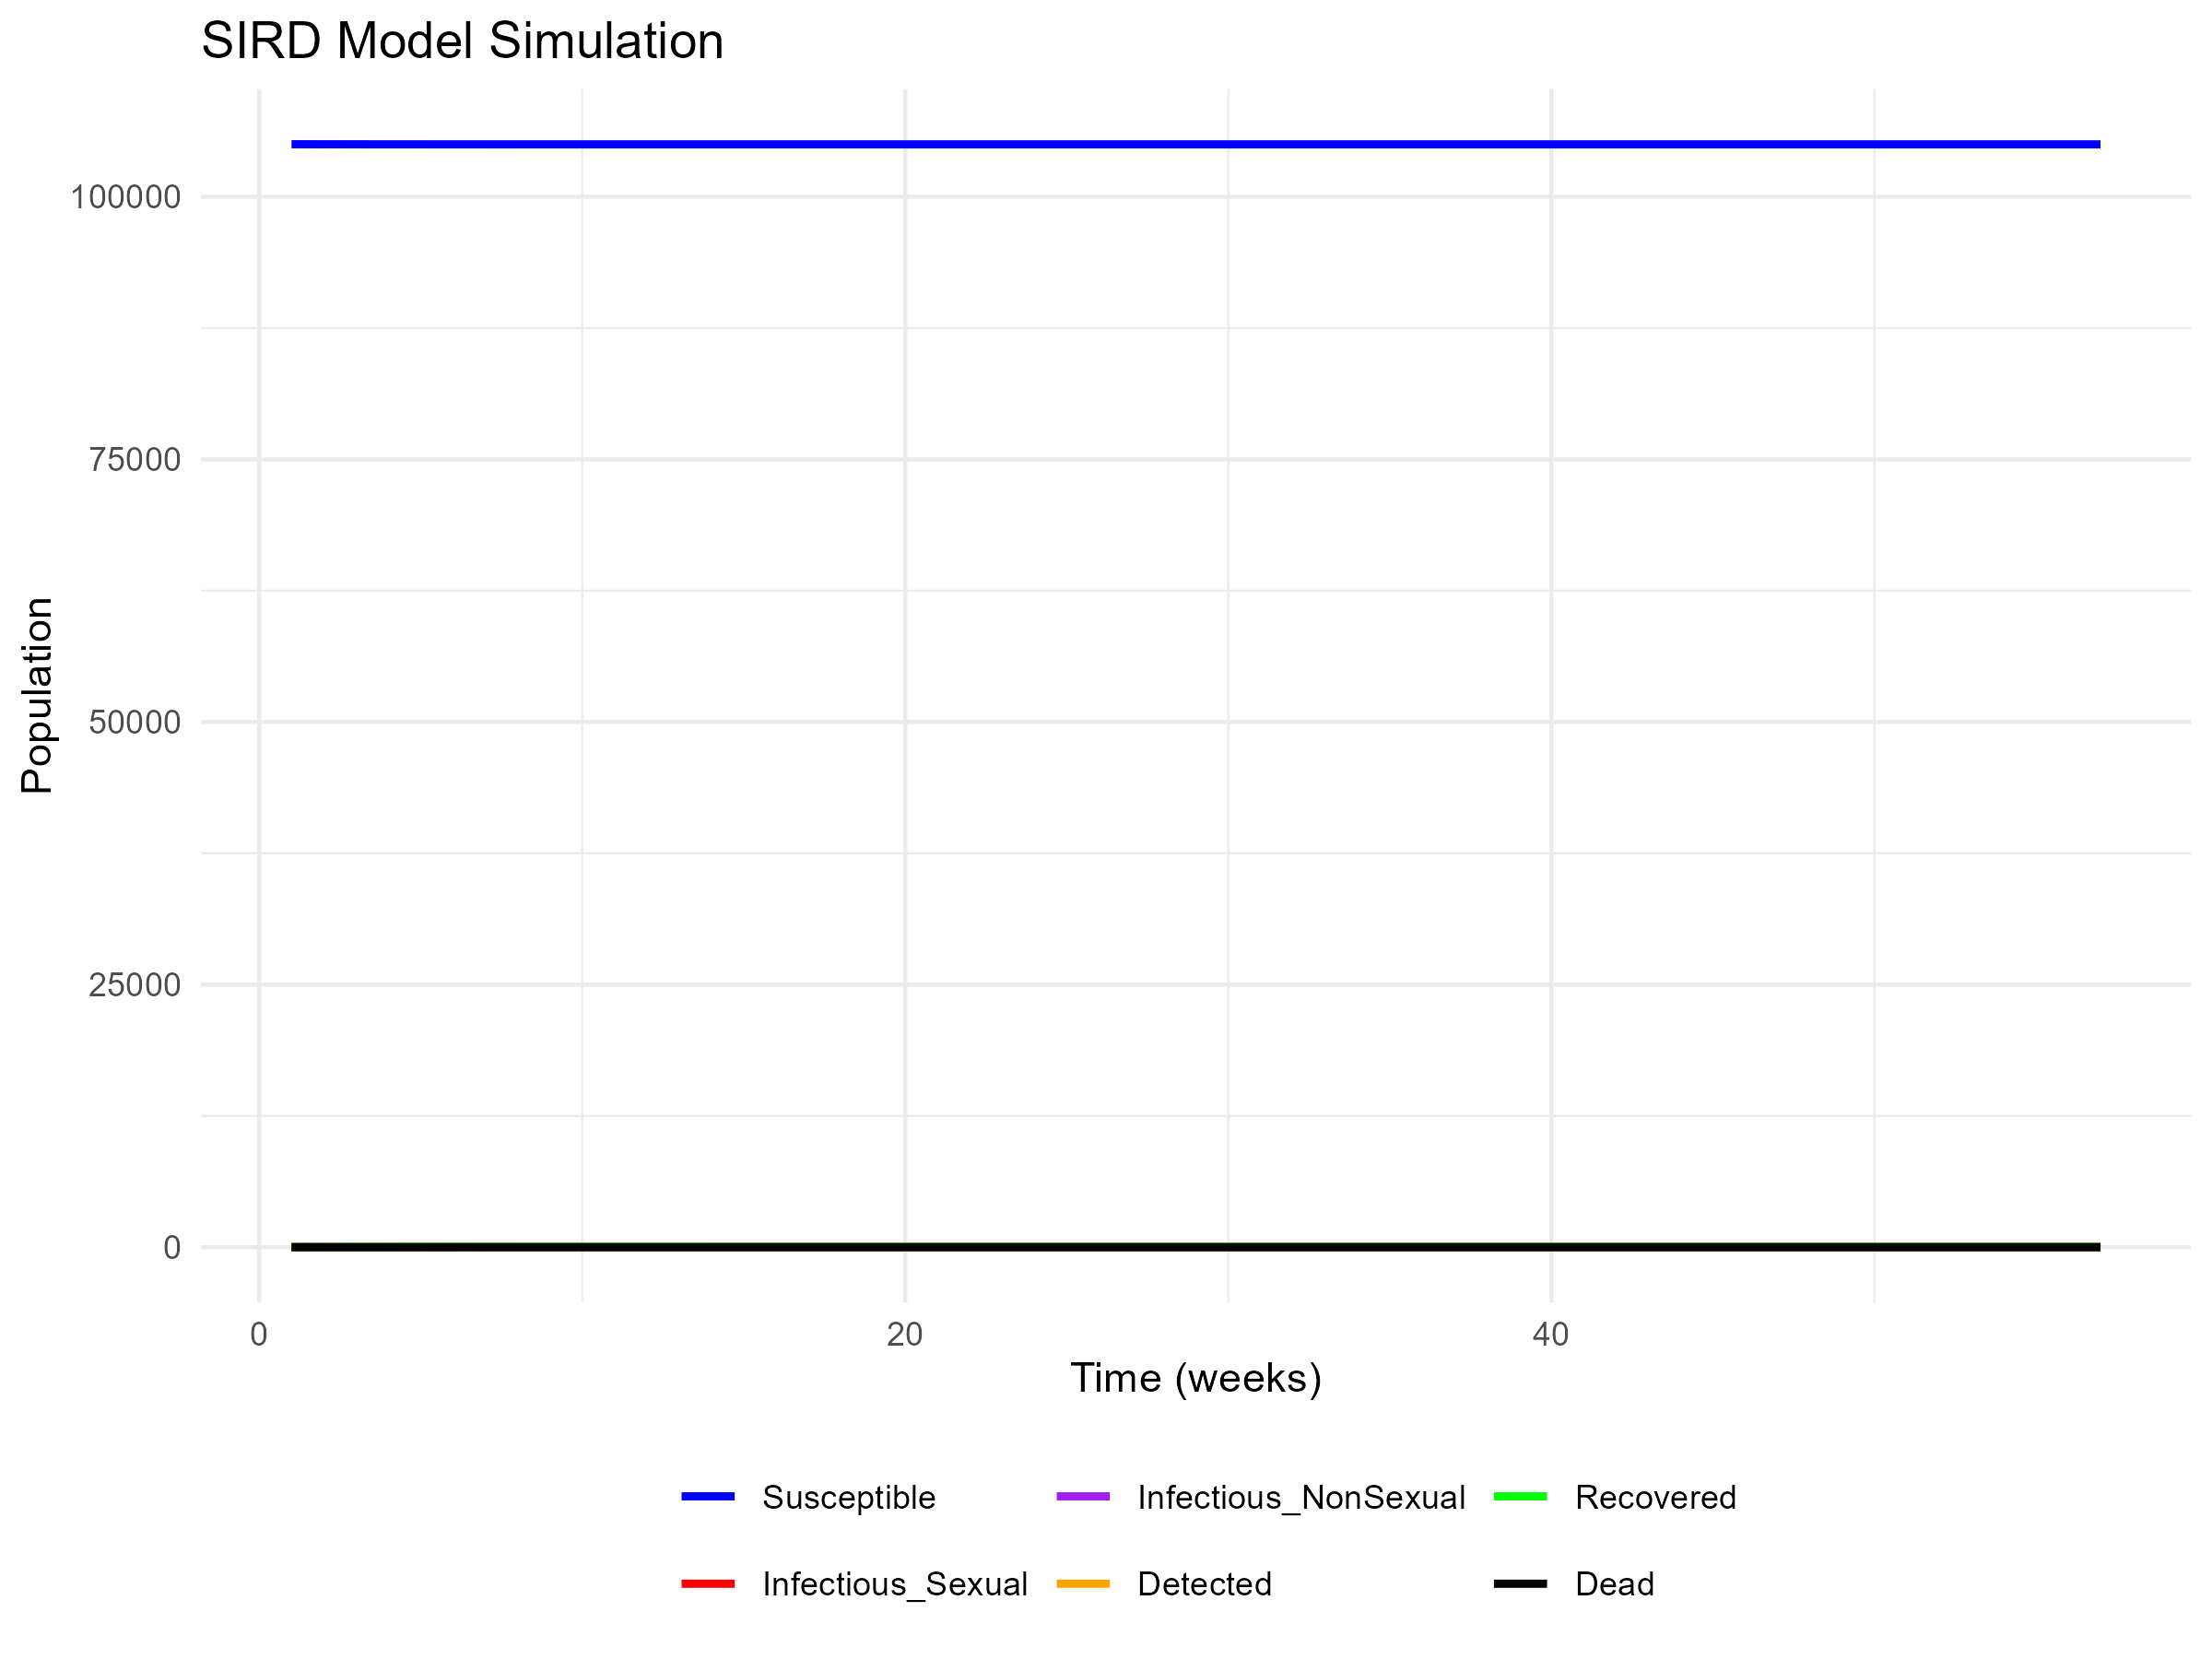 SIRD Model Simulation
100000
75000
50000
25000
0
Population
0 20 40
Time (weeks)
Susceptible Infectious_NonSexual Recovered
Infectious_Sexual Detected Dead